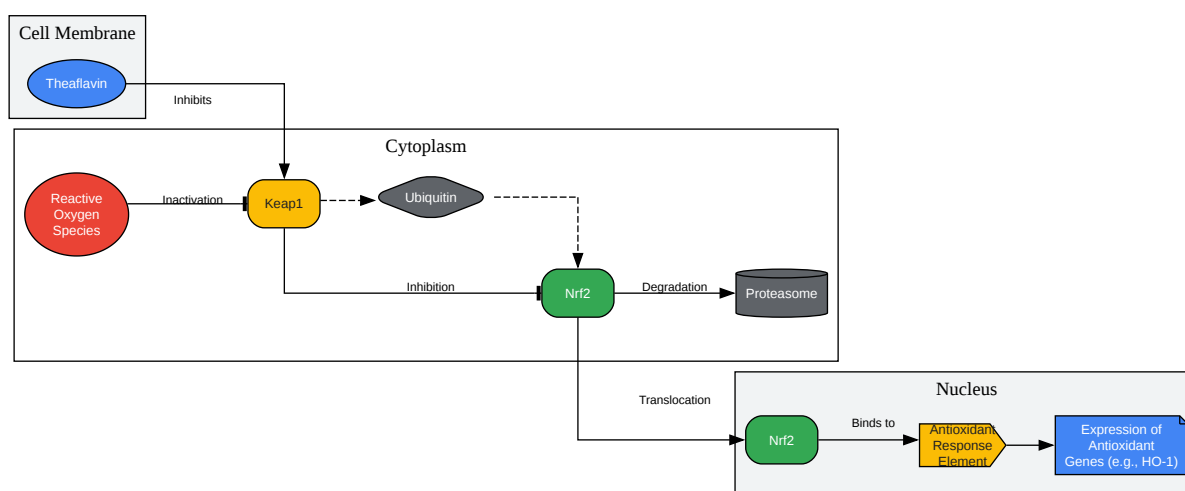 Cell Membrane
Theaflavin
Inhibits
Cytoplasm
Reactive
Oxygen
Species
Inactivation
Keap1
Ubiquitin
Inhibition
Nrf2
Degradation
Proteasome
Translocation
Nucleus
Nrf2
Binds to
Antioxidant
Response
Element
Expression of
Antioxidant
Genes (e.g., HO-1)